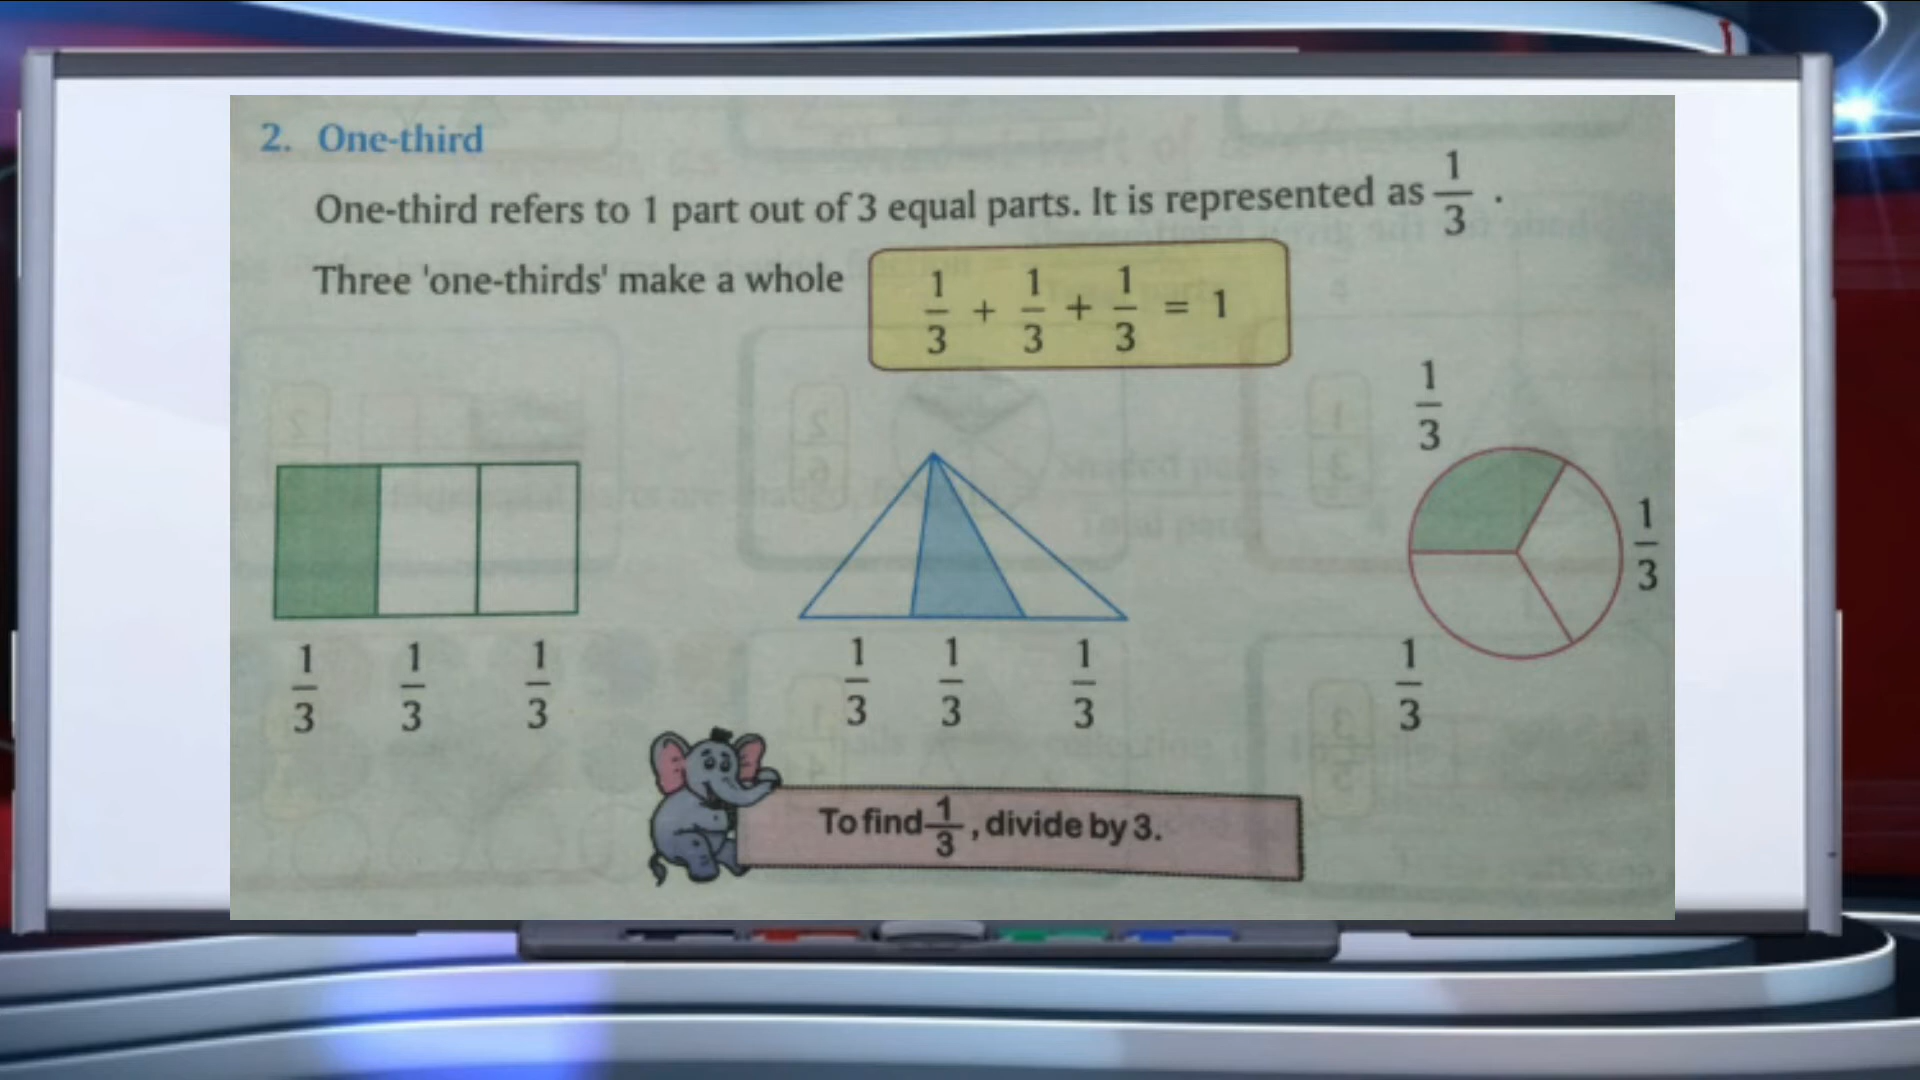 2. One-third
One-third refers to 1 part out of 3 equal parts. It is represented as 1/3 .
Three 'one-thirds' make a whole 1/3 + 1/3 + 1/3 = 1
1/3
1/3
1/3 1/3 1/3 1/3 1/3 1/3 1/3
To find 1/3, divide by 3.